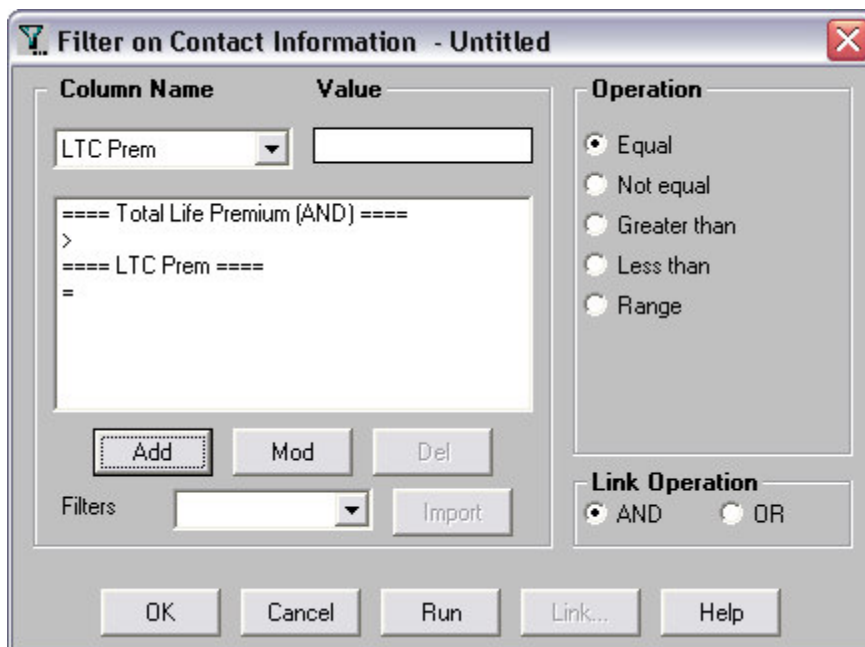 Filter on Contact Information - Untitled
Column Name Value
LTC Prem
==== Total Life Premium (AND) ====
>
==== LTC Prem ====
=
Add Mod Del
Filters Import
Operation
Equal
Not equal
Greater than
Less than
Range
Link Operation
AND OR
OK Cancel Run Link... Help